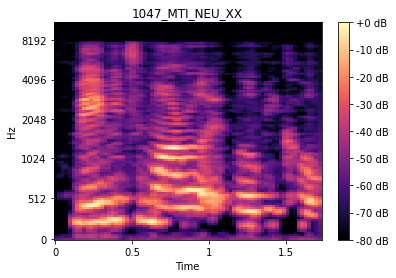 1047_MTI_NEU_XX
8192
4096
2048
1024
512
0
Hz
0
0.5
1
1.5
Time
+0 dB
-10 dB
-20 dB
-30 dB
-40 dB
-50 dB
-60 dB
-70 dB
-80 dB